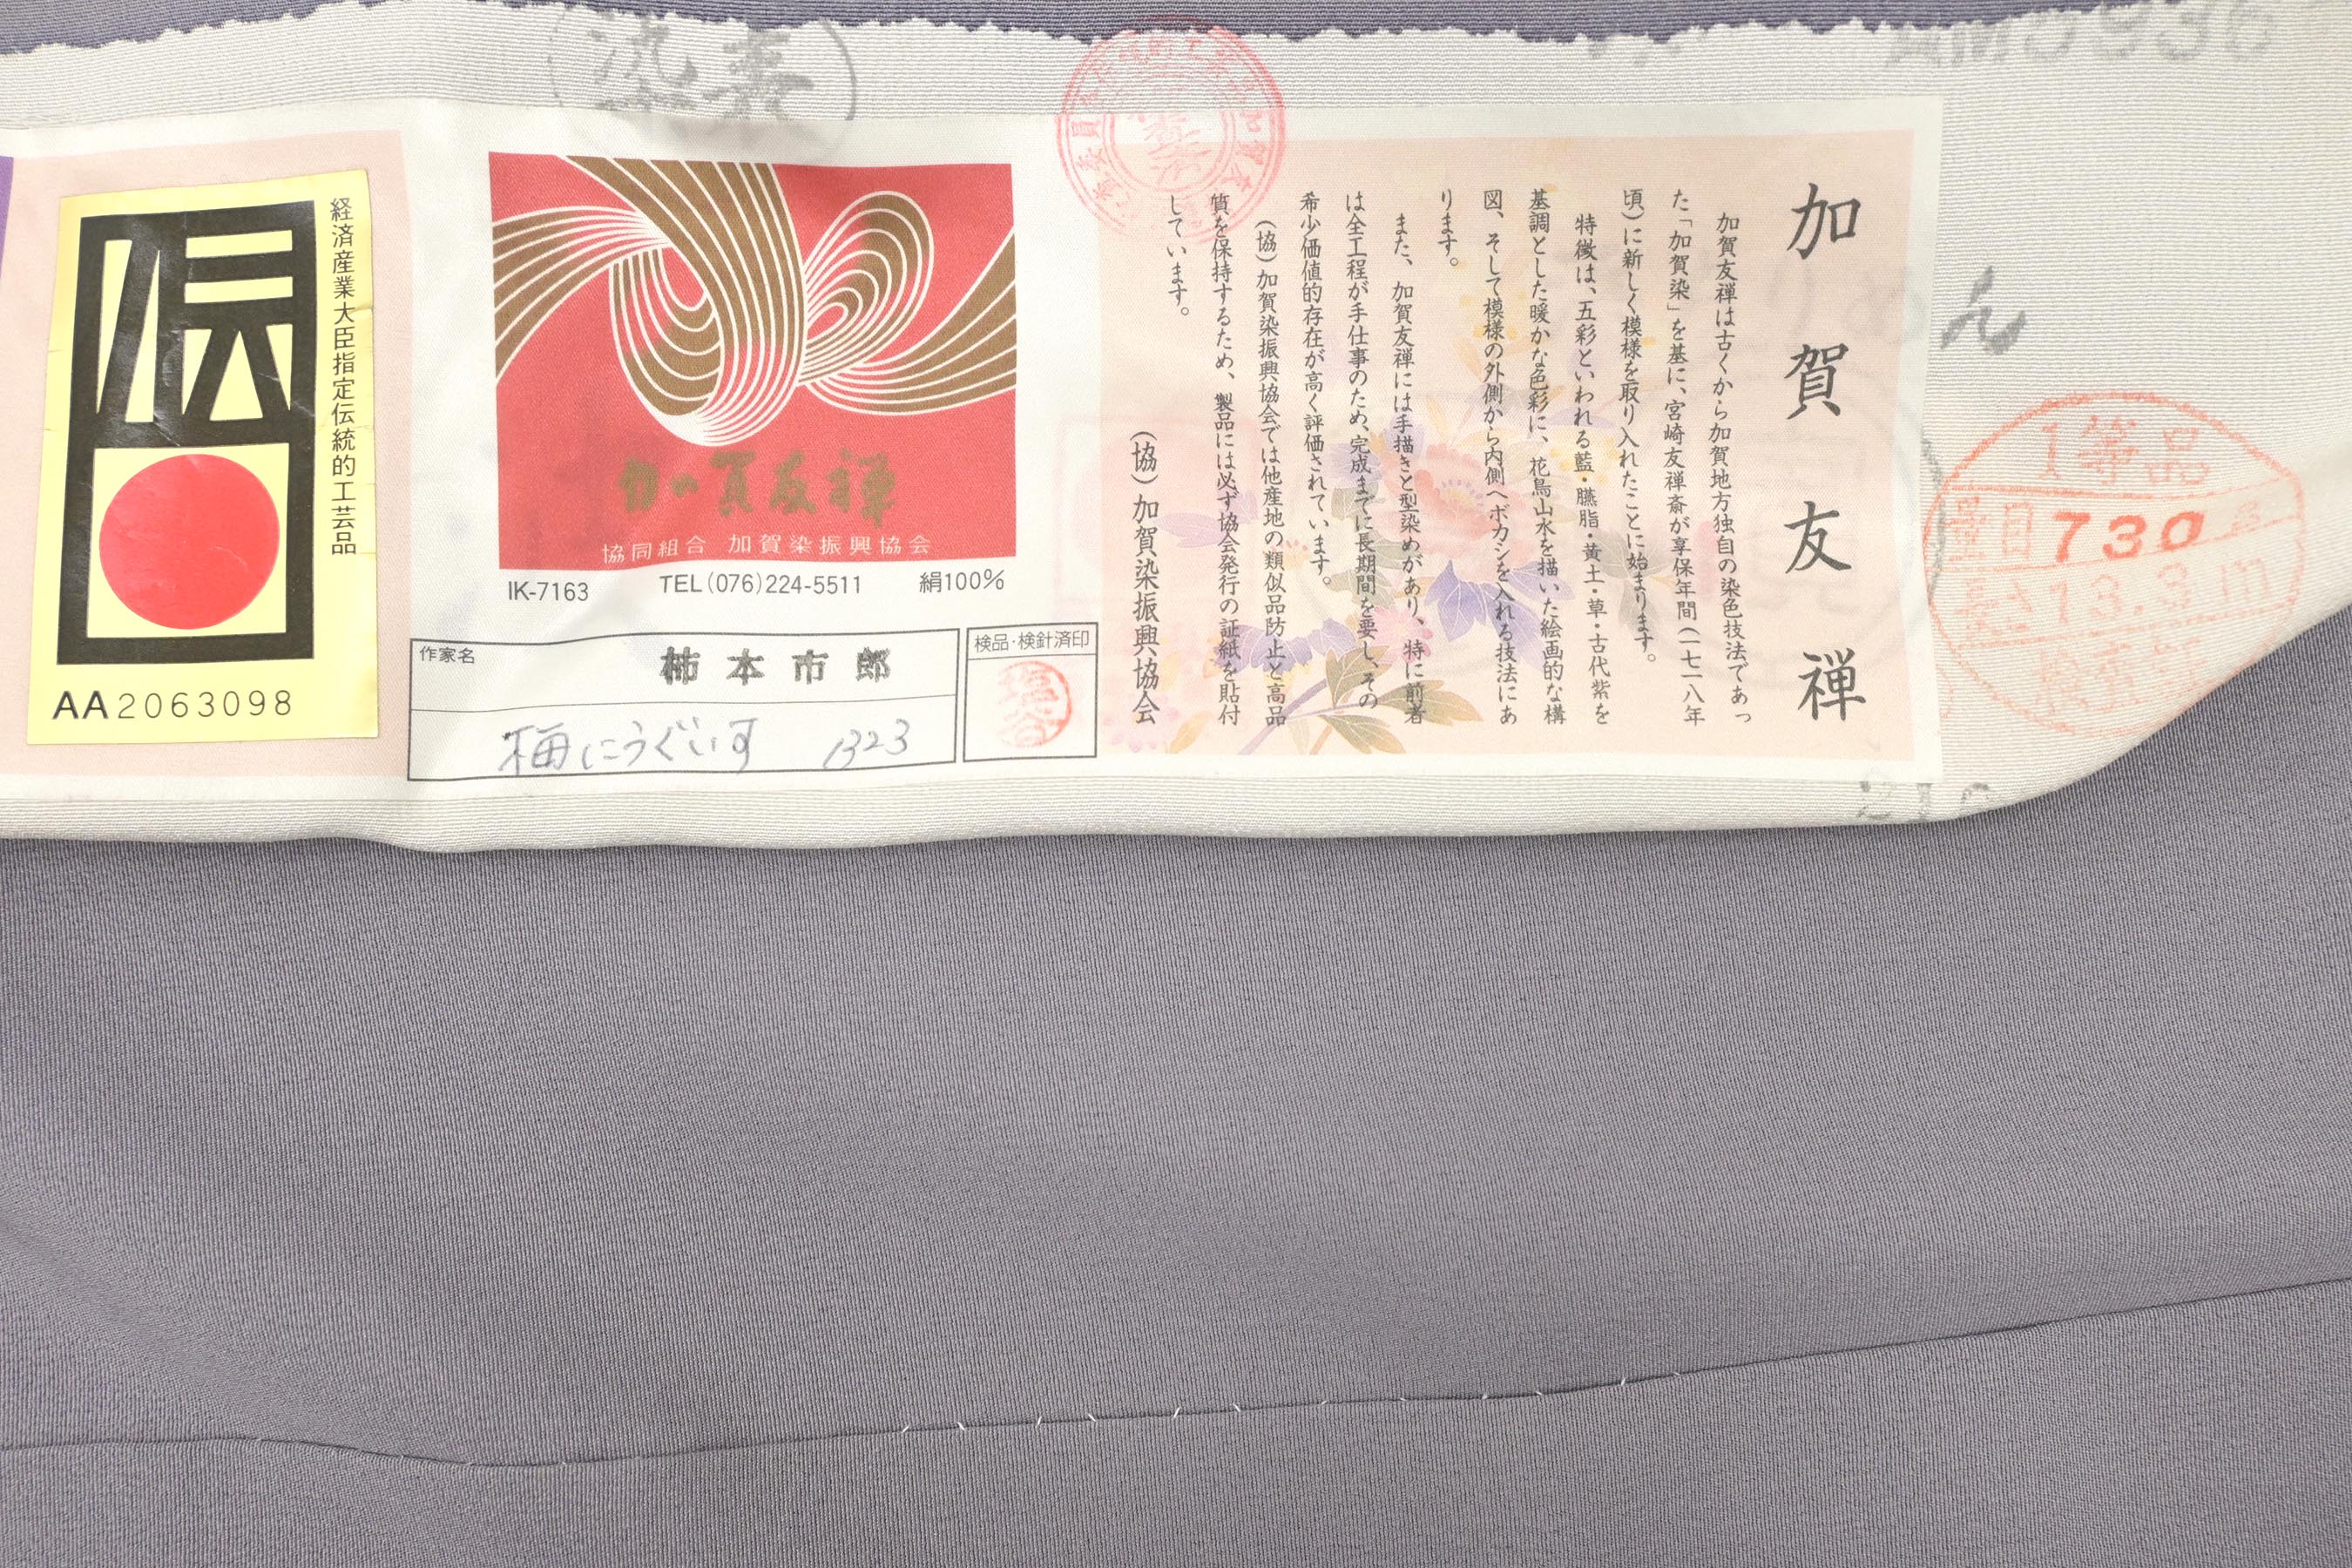 経済産業大臣指定伝統的工芸品
伝
AA2063098
加賀友禅
協同組合 加賀染振興協会
IK-7163 TEL(076)224-5511 絹100%
作家名
柿本市郎
梅にうぐいす 1323
検品・検針済印
加賀友禅
加賀友禅は古くから加賀地方独自の染色技法であっ
た「加賀染」を基に、宮崎友禅斎が享保年間(一七一八年
頃)に新しく模様を取り入れたことに始まります。
特徴は、五彩といわれる藍・臙脂・黄土・草・古代紫を
基調とした暖かな色彩に、花鳥山水を描いた絵画的な構
図、そして模様の外側から内側へボカシを入れる技法にあ
ります。
また、加賀友禅には手描きと型染めがあり、特に前者
は全工程が手仕事のため、完成までに長期間を要し、その
希少価値的存在が高く評価されています。
(協)加賀染振興協会では他産地の類似品防止と高品
質を保持するため、製品には必ず協会発行の証紙を貼付
しています。
(協)加賀染振興協会
1等品
量目730